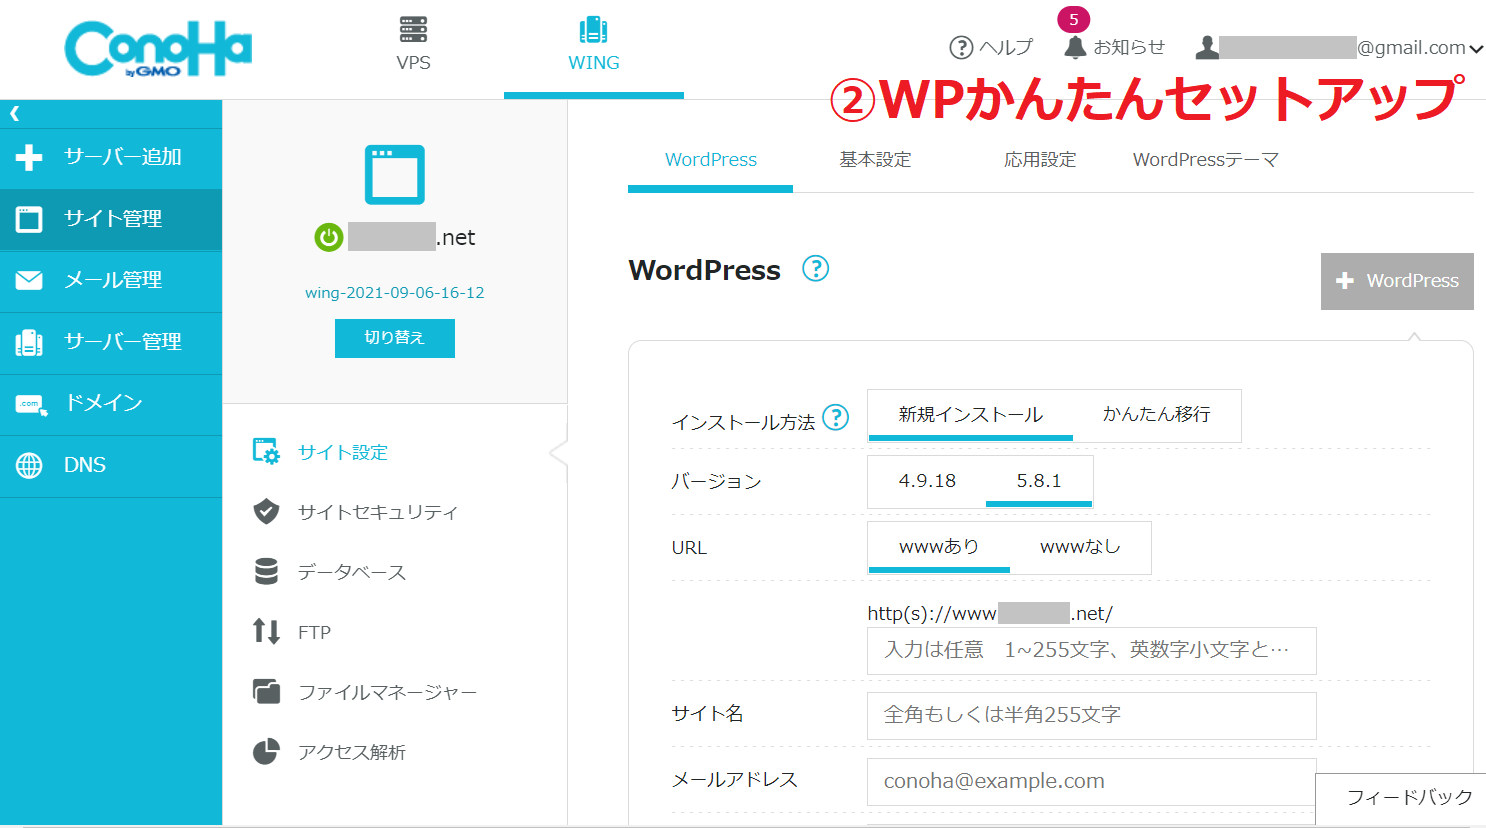 ConoHa
by GMO
VPS
WING
ヘルプ
5
お知らせ
@gmail.com
②WPかんたんセットアップ
サーバー追加
サイト管理
メール管理
サーバー管理
.com
ドメイン
DNS
.net
wing-2021-09-06-16-12
切り替え
サイト設定
サイトセキュリティ
データベース
FTP
ファイルマネージャー
アクセス解析
WordPress
基本設定
応用設定
WordPressテーマ
WordPress ?
+ WordPress
インストール方法 ?
新規インストール
かんたん移行
バージョン
4.9.18
5.8.1
URL
wwwあり
wwwなし
http(s)://www
.net/
入力は任意　1~255文字、英数字小文字と…
サイト名
全角もしくは半角255文字
メールアドレス
conoha@example.com
フィードバック